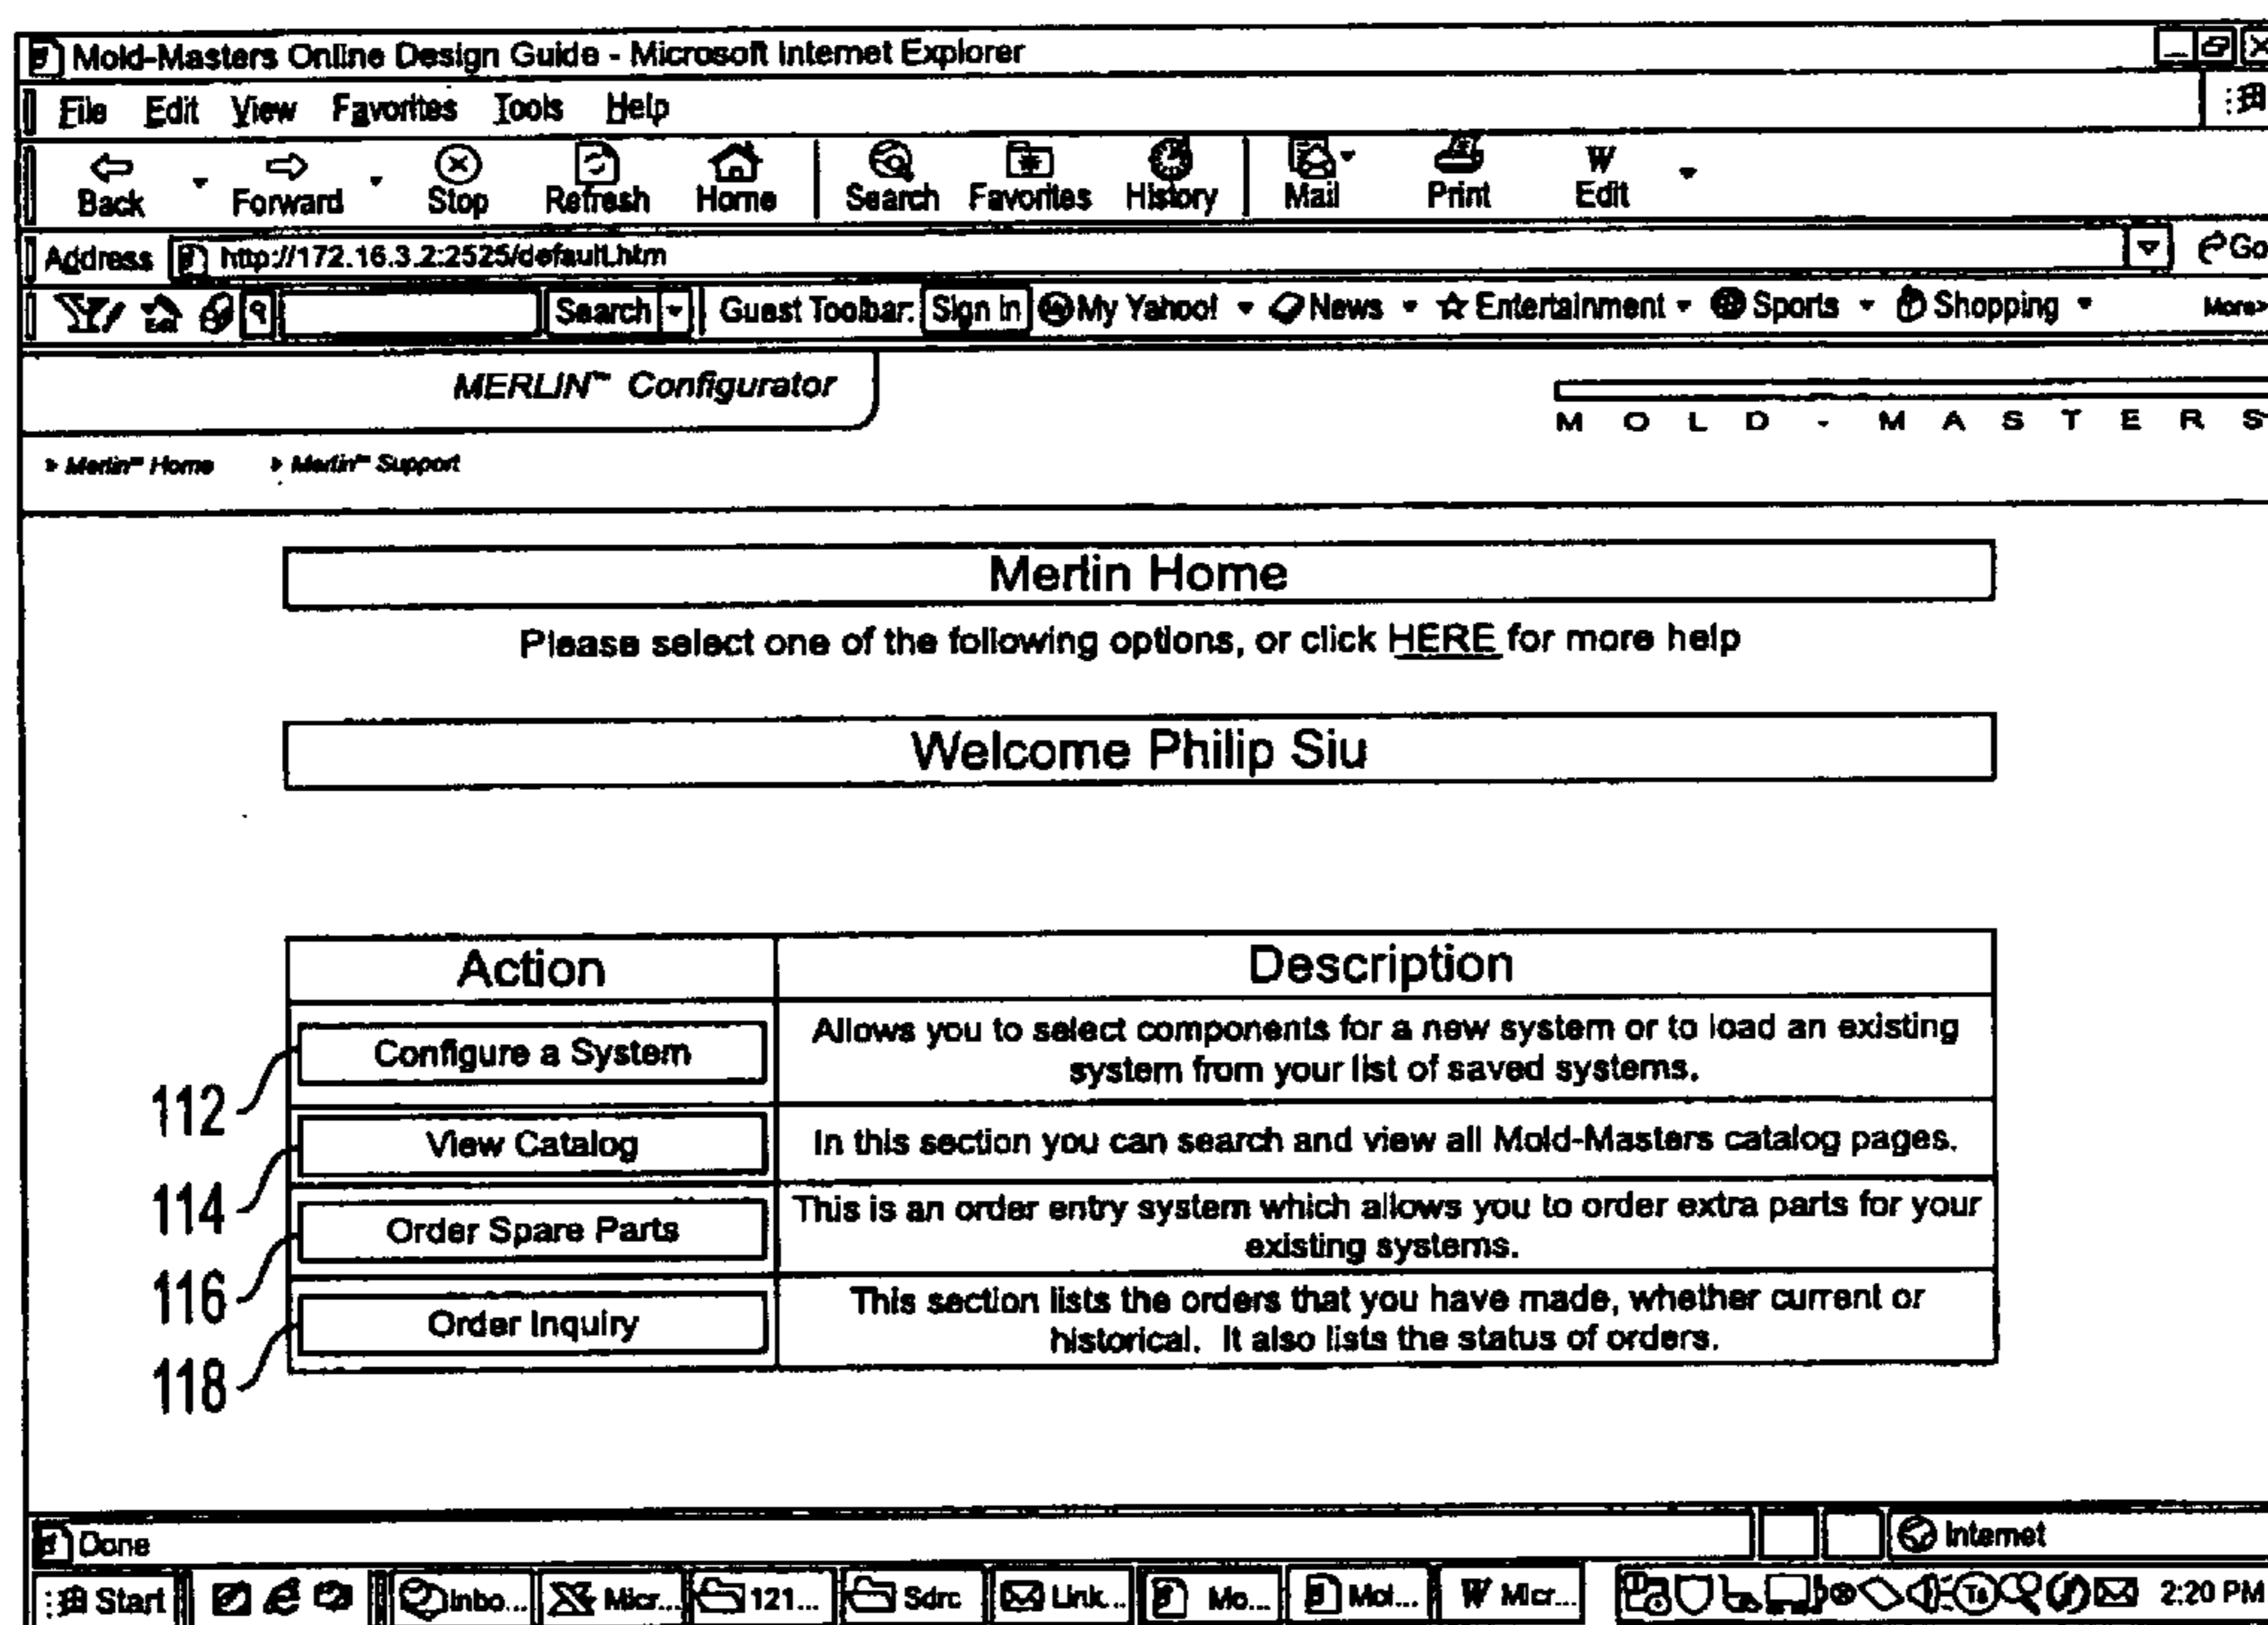 Mold-Masters Online Design Guide - Microsoft Internet Explorer
File Edit View Favorites Tools Help
Back Forward Stop Refresh Home Search Favorites History Mail Print Edit
Address http://172.16.3.2:2525/default.htm Go
Y! Edit Search Guest Toolbar: Sign In My Yahoo! News Entertainment Sports Shopping More>
MERLIN™ Configurator
MOLD-MASTERS
Merlin™ Home Merlin™ Support
Merlin Home
Please select one of the following options, or click HERE for more help
Welcome Philip Siu
Action Description
Configure a System
Allows you to select components for a new system or to load an existing
system from your list of saved systems.
112
View Catalog
In this section you can search and view all Mold-Masters catalog pages.
114
Order Spare Parts
This is an order entry system which allows you to order extra parts for your
existing systems.
116
Order Inquiry
This section lists the orders that you have made, whether current or
historical. It also lists the status of orders.
118
Done Internet
Start Inbo... Micr... 121... Sdrc Link... Mo... Mol... W Micr... 2:20 PM